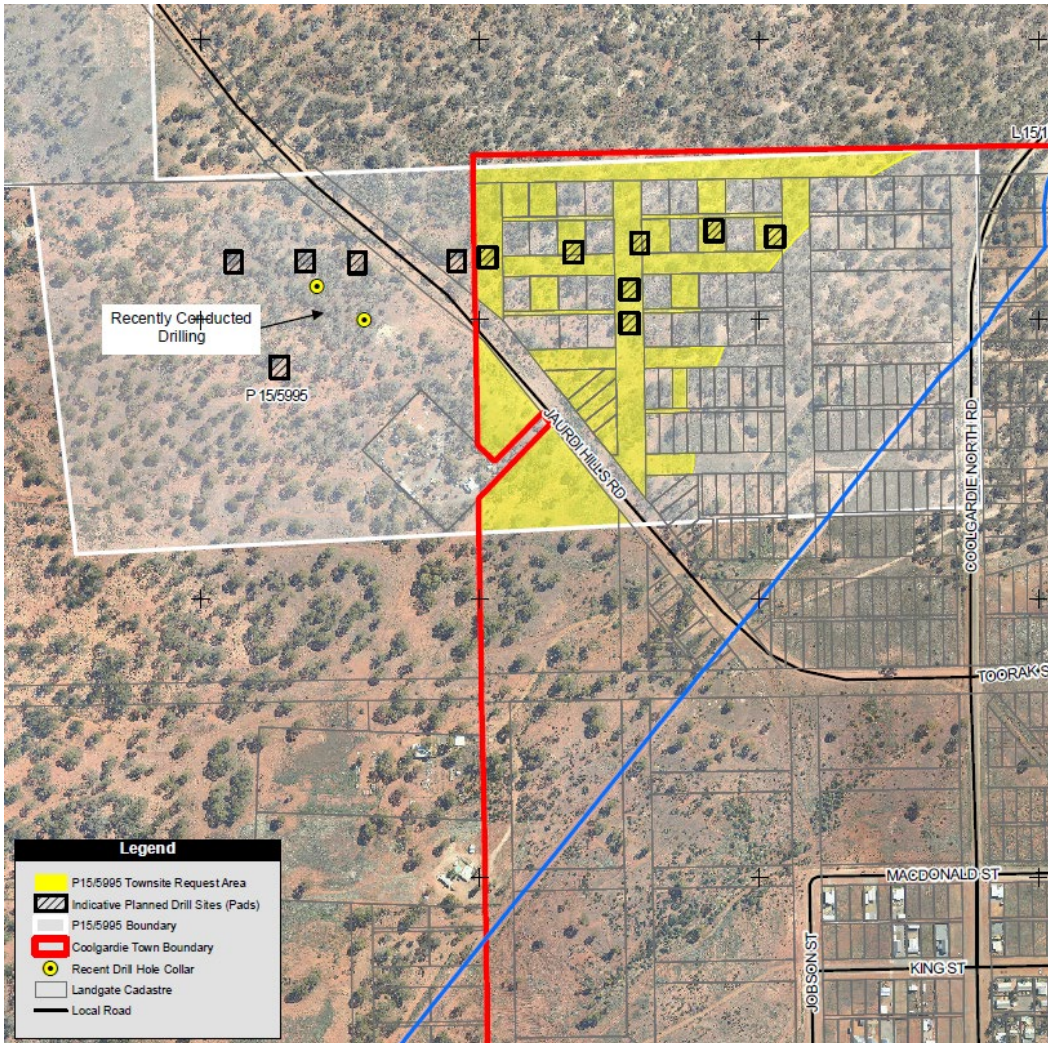 L15/1
Recently Conducted
Drilling
P 15/5995
JAURDI HILLS RD
COOLGARDIE NORTH RD
TOORAK S
MACDONALD ST
JOBSON ST
KING ST
Legend
P15/5995 Townsite Request Area
Indicative Planned Drill Sites (Pads)
P15/5995 Boundary
Coolgardie Town Boundary
Recent Drill Hole Collar
Landgate Cadastre
Local Road